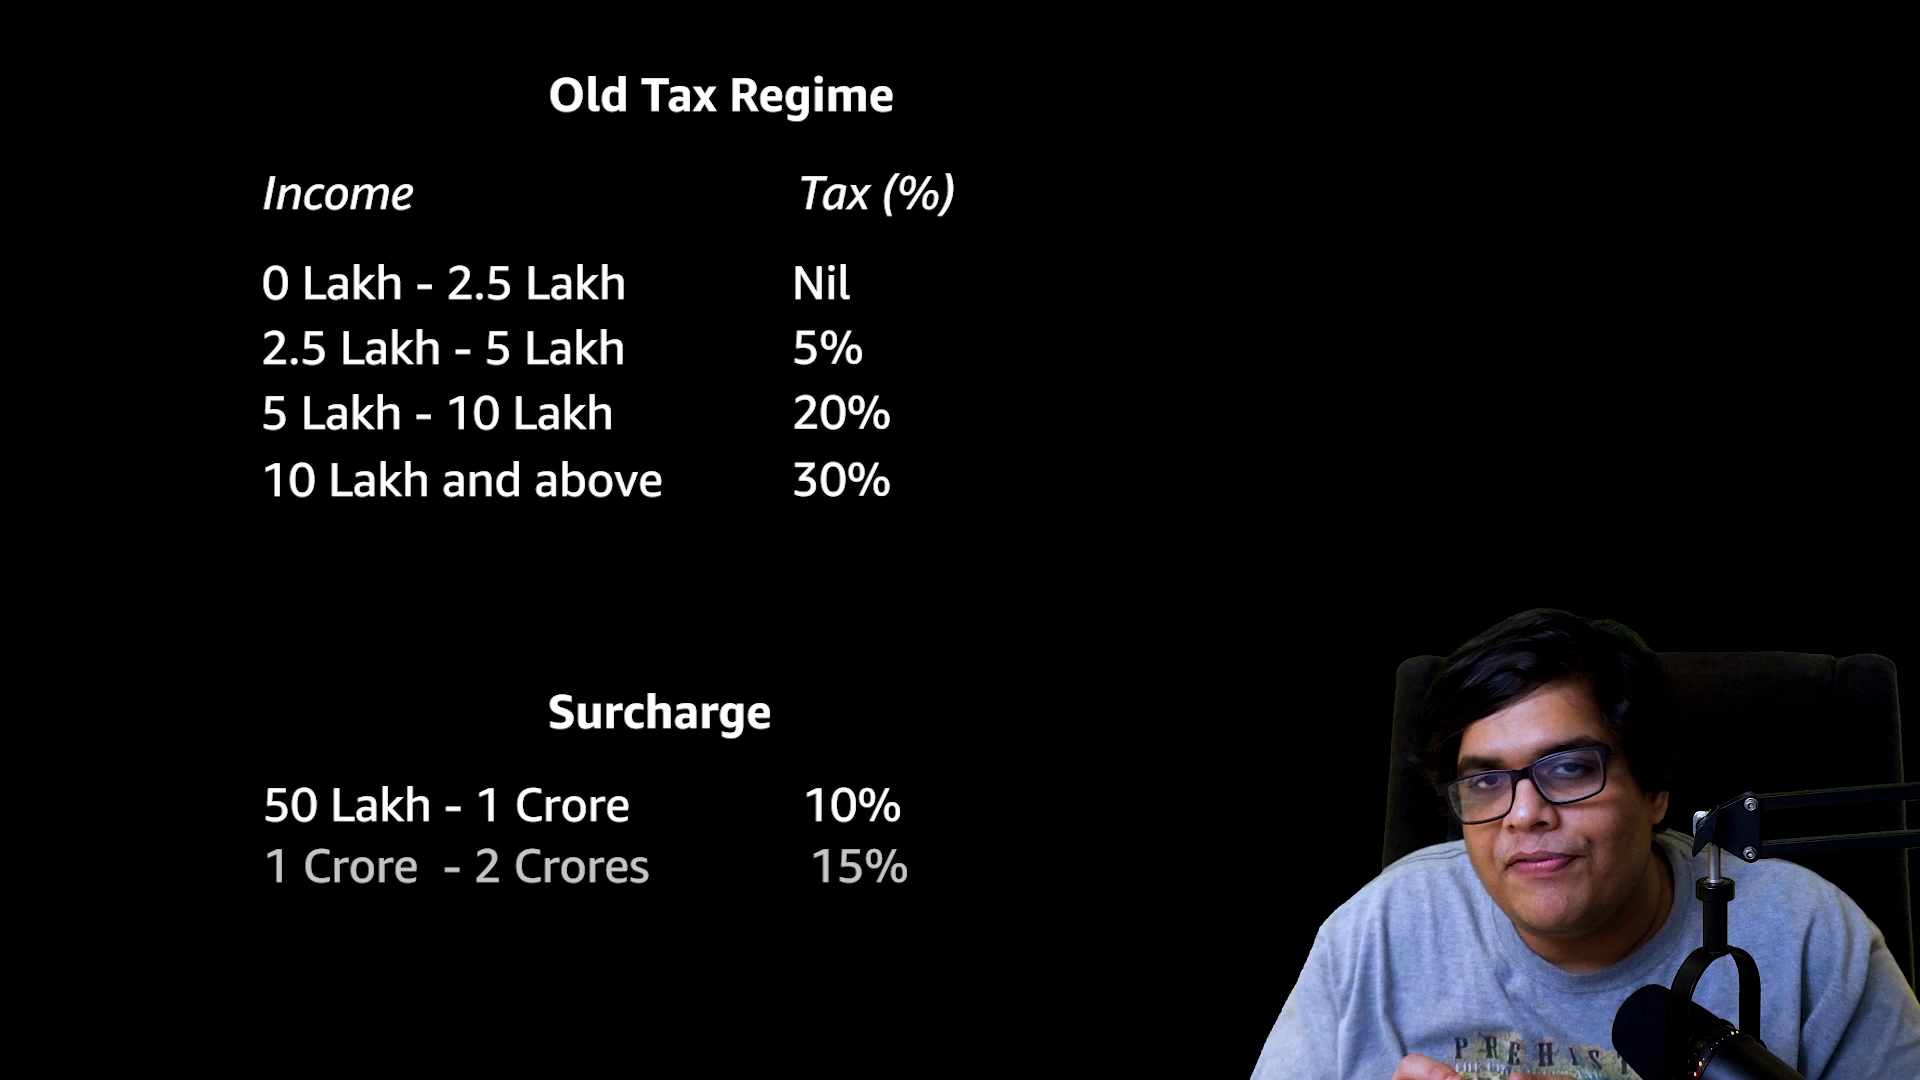 Old Tax Regime
Income Tax (%)
0 Lakh - 2.5 Lakh Nil
2.5 Lakh - 5 Lakh 5%
5 Lakh - 10 Lakh 20%
10 Lakh and above 30%
Surcharge
50 Lakh - 1 Crore 10%
1 Crore - 2 Crores 15%